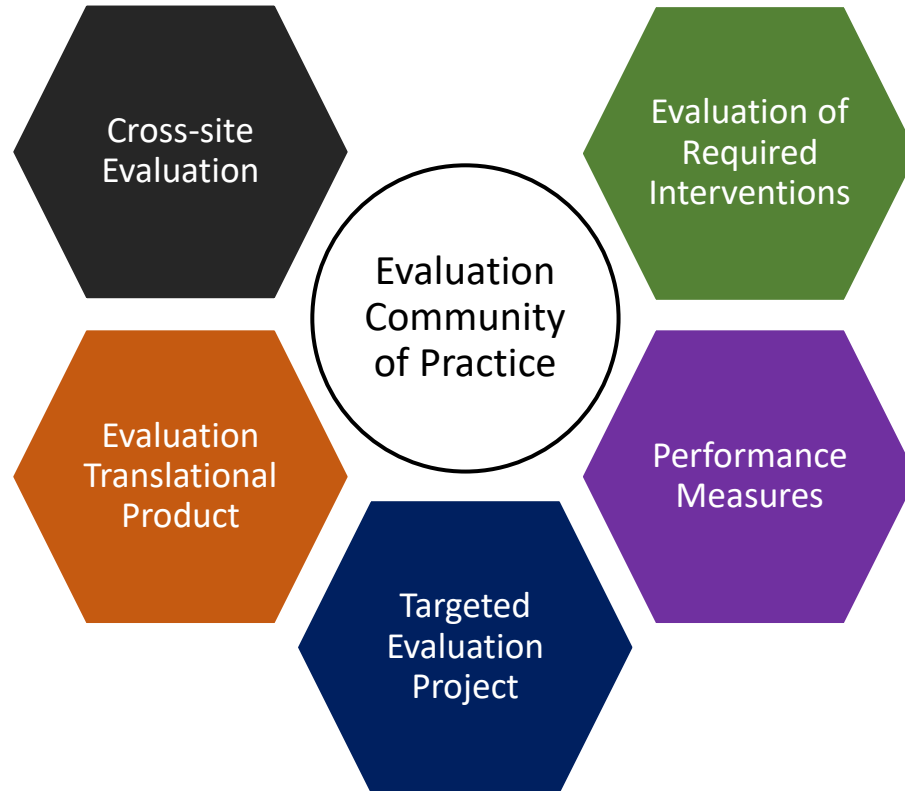 Cross-site
Evaluation
Evaluation of
Required
Interventions
Evaluation
Community
of Practice
Evaluation
Translational
Product
Performance
Measures
Targeted
Evaluation
Project